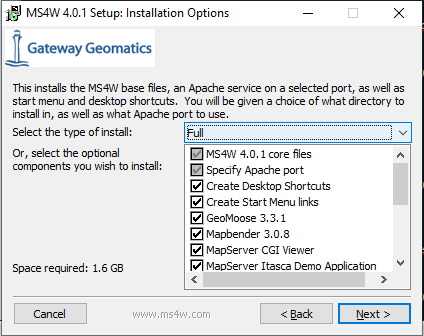 MS4W 4.0.1 Setup: Installation Options
Gateway Geomatics
This installs the MS4W base files, an Apache service on a selected port, as well as
start menu and desktop shortcuts. You will be given a choice of what directory to
install in, as well as what Apache port to use.
Select the type of install:
Full
Or, select the optional
components you wish to install:
MS4W 4.0.1 core files
Specify Apache port
Create Desktop Shortcuts
Create Start Menu links
GeoMoose 3.3.1
Mapbender 3.0.8
MapServer CGI Viewer
MapServer Itasca Demo Application
Space required: 1.6 GB
Cancel
www.ms4w.com
< Back
Next >